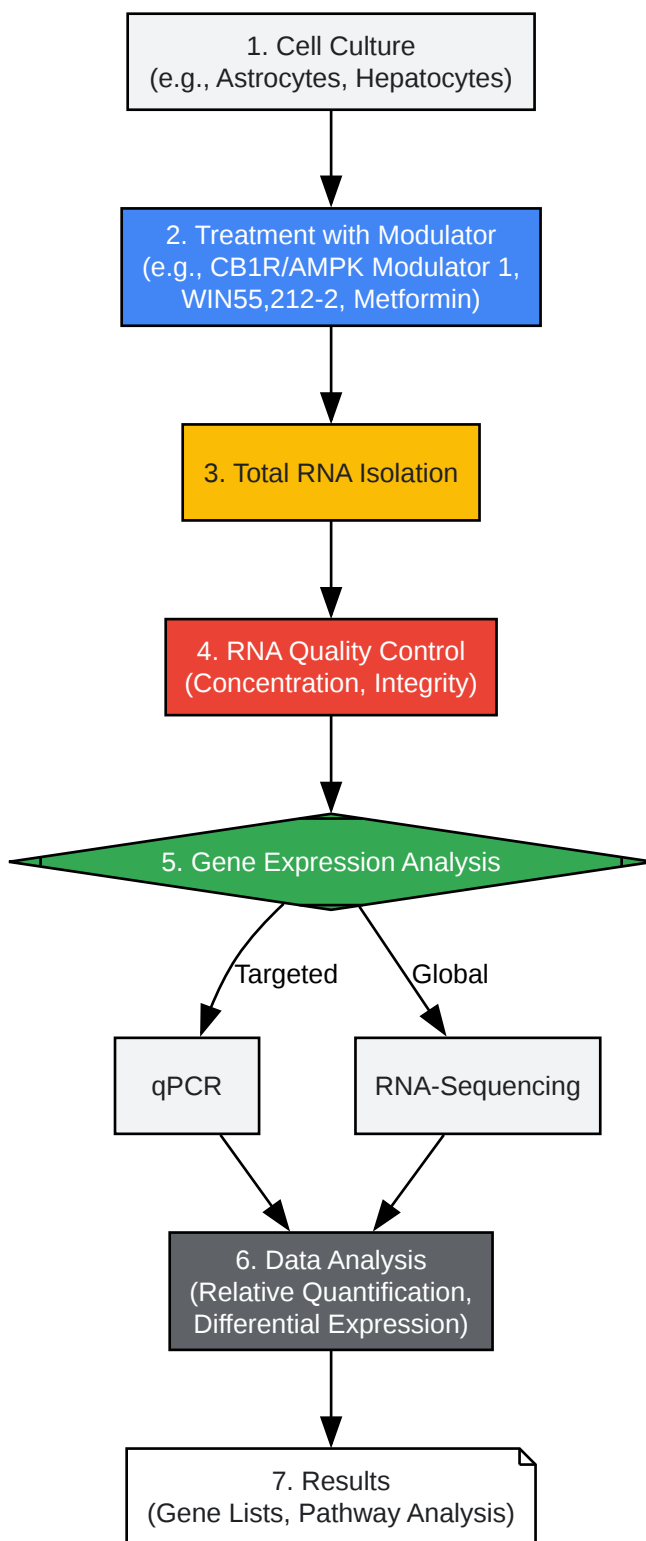 1. Cell Culture
(e.g., Astrocytes, Hepatocytes)
2. Treatment with Modulator
(e.g., CB1R/AMPK Modulator 1,
WIN55,212-2, Metformin)
3. Total RNA Isolation
4. RNA Quality Control
(Concentration, Integrity)
5. Gene Expression Analysis
Targeted
Global
qPCR
RNA-Sequencing
6. Data Analysis
(Relative Quantification,
Differential Expression)
7. Results
(Gene Lists, Pathway Analysis)